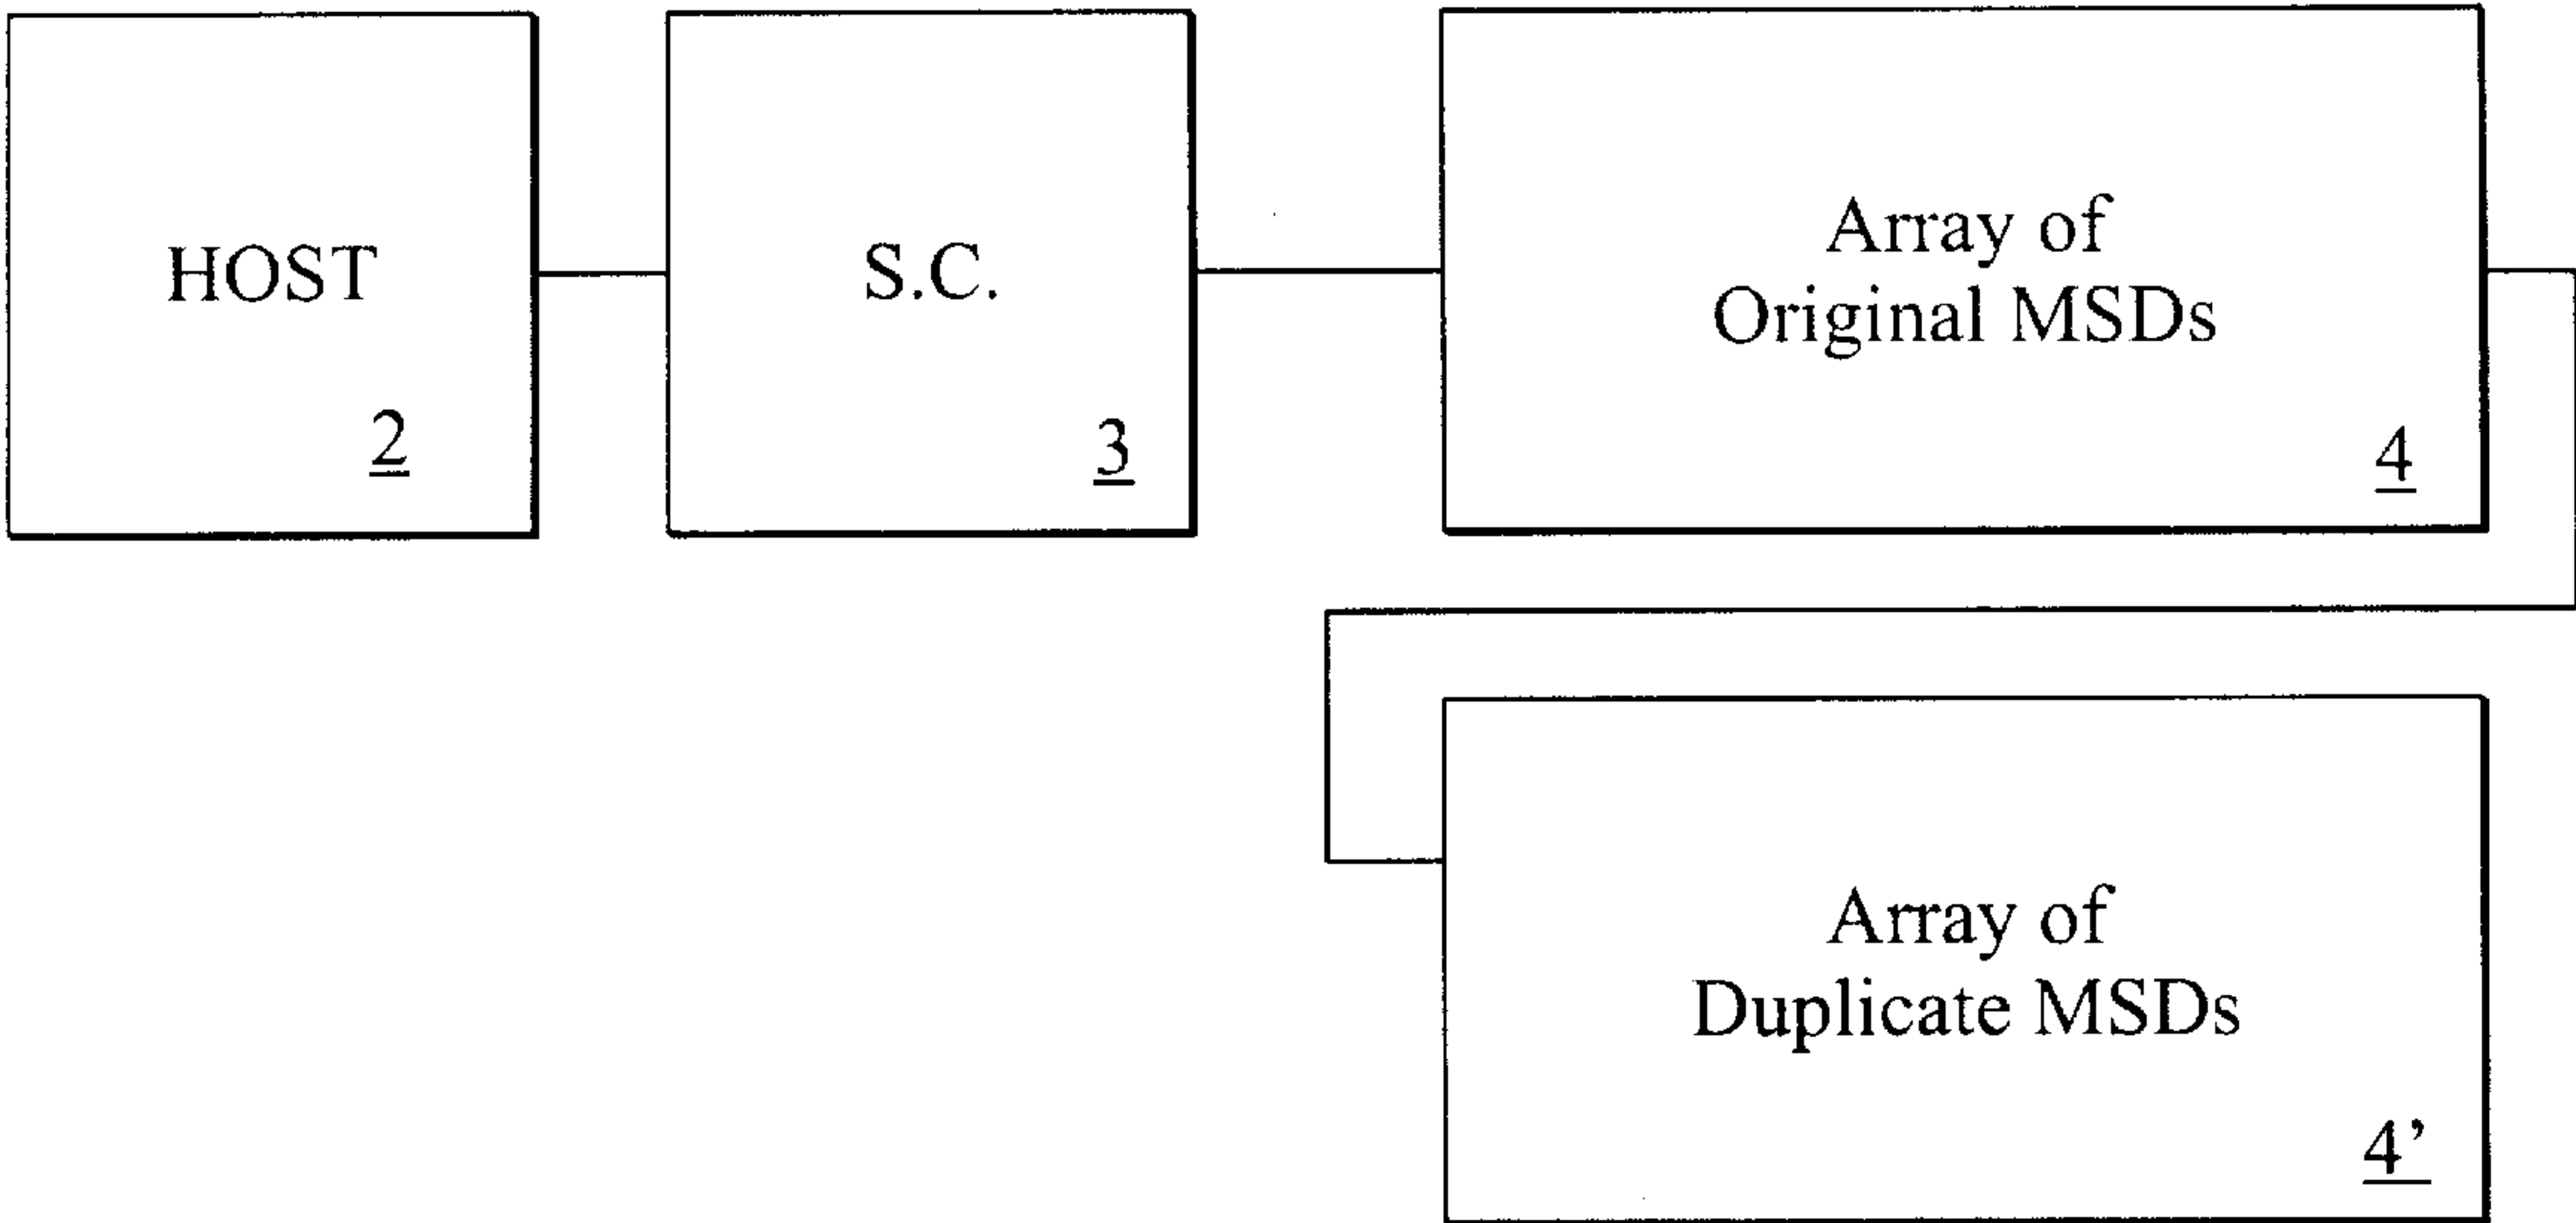 HOST
2
S.C.
3
Array of
Original MSDs
4
Array of
Duplicate MSDs
4’